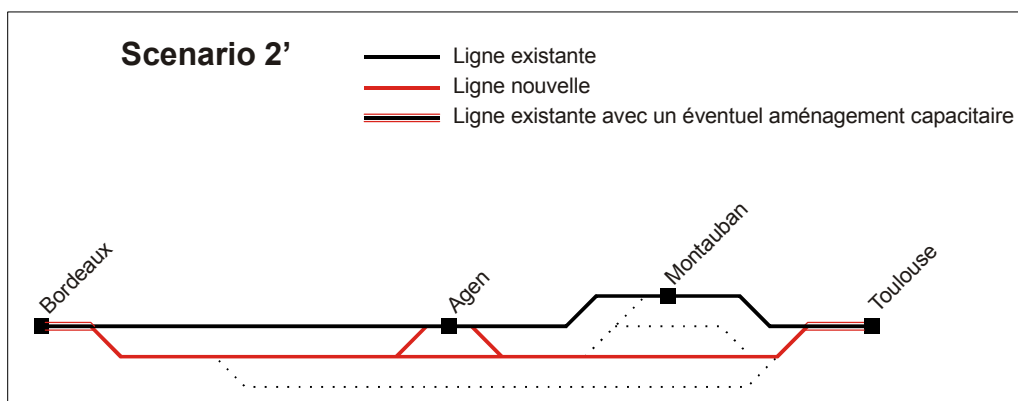 Scenario 2’
Ligne existante
Ligne nouvelle
Ligne existante avec un éventuel aménagement capacitaire
Bordeaux
Agen
Montauban
Toulouse